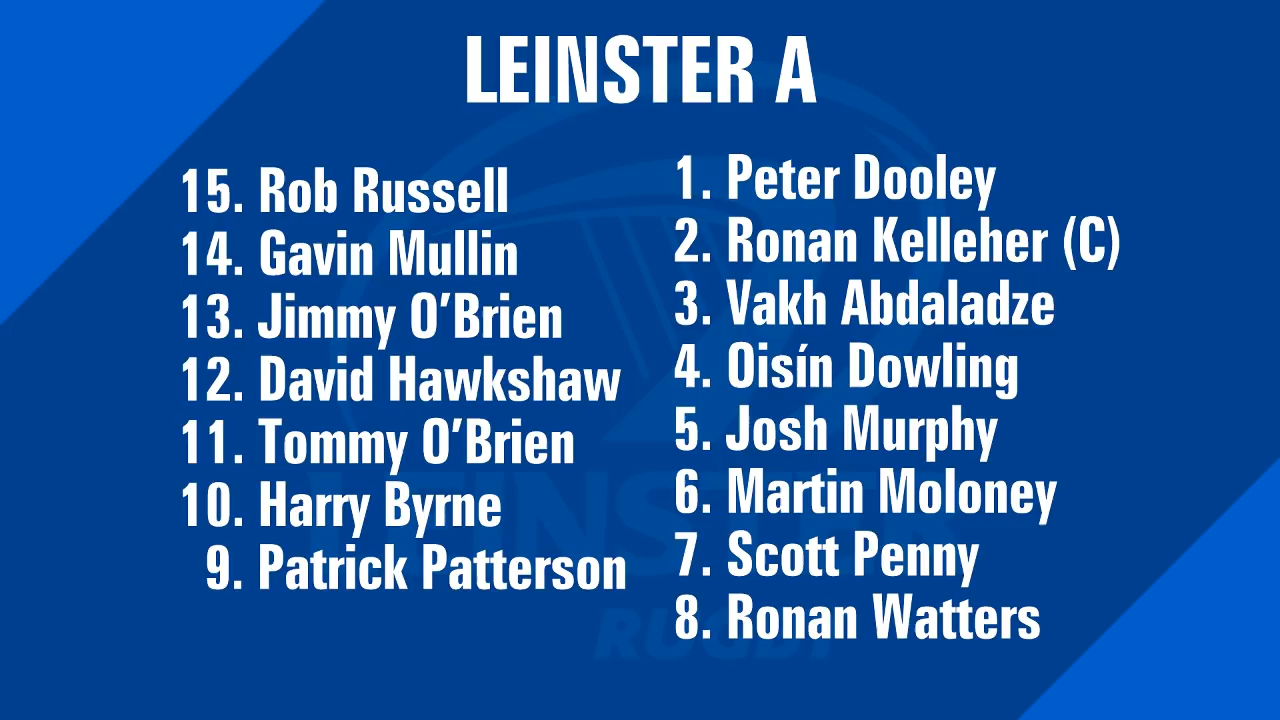 LEINSTER A
15. Rob Russell
14. Gavin Mullin
13. Jimmy O'Brien
12. David Hawkshaw
11. Tommy O'Brien
10. Harry Byrne
9. Patrick Patterson
1. Peter Dooley
2. Ronan Kelleher (C)
3. Vakh Abdaladze
4. Oisín Dowling
5. Josh Murphy
6. Martin Moloney
7. Scott Penny
8. Ronan Watters
LEINSTER
RUGBY